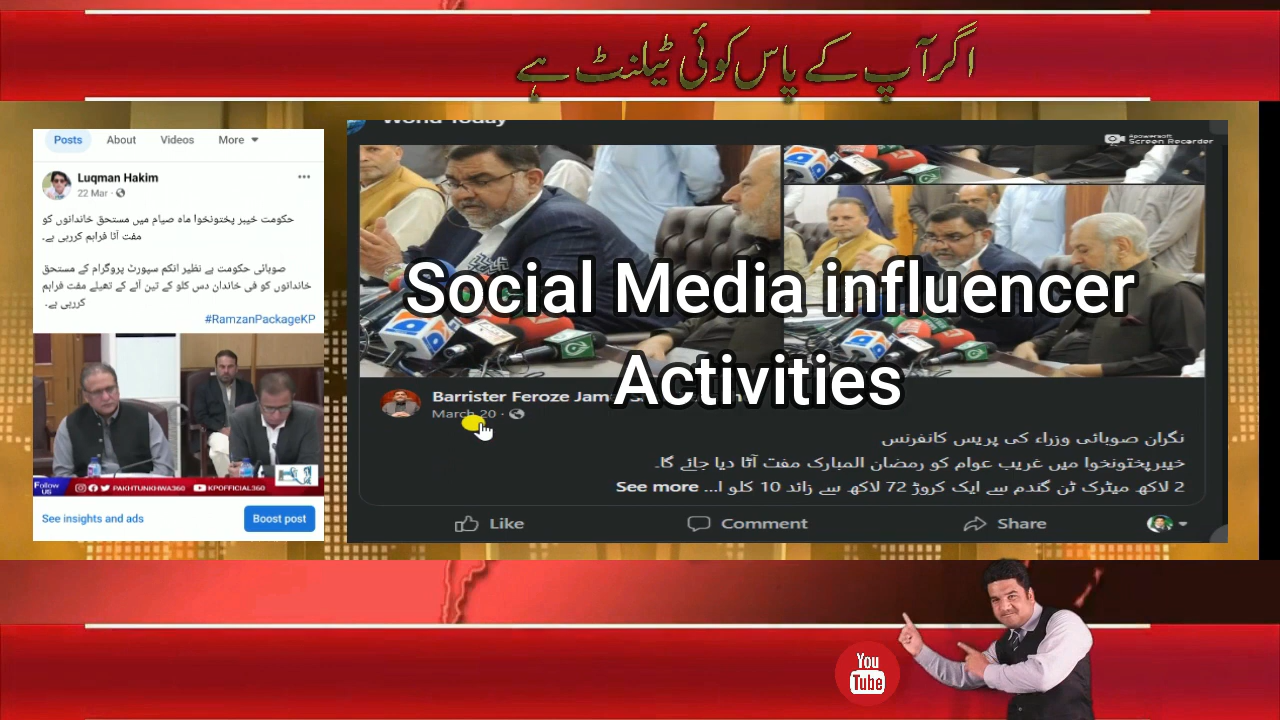 اگر آپ کے پاس کوئی ٹیلنٹ ہے
Posts About Videos More
Luqman Hakim
22 Mar
حکومت خیبر پختونخوا ماہ صیام میں مستحق خاندانوں کو
مفت آٹا فراہم کررہی ہے۔
صوبائی حکومت بے نظیر انکم سپورٹ پروگرام کے مستحق
خاندانوں کو فی خاندان دس کلو کے تین آٹے کے تھیلے مفت فراہم
کررہی ہے۔
#RamzanPackageKP
Follow
US
PAKHTUNKHWA360 KPOFFICIAL360
See insights and ads Boost post
World Today
Apowersoft
Screen Recorder
Social Media influencer
Activities
Barrister Feroze
March 20
نگران صوبائی وزراء کی پریس کانفرنس
خیبرپختونخوا میں غریب عوام کو رمضان المبارک مفت آٹا دیا جائے گا۔
2 لاکھ میٹرک ٹن گندم سے ایک کروڑ 72 لاکھ سے زائد 10 کلو ا... See more
Like Comment Share
You
Tube